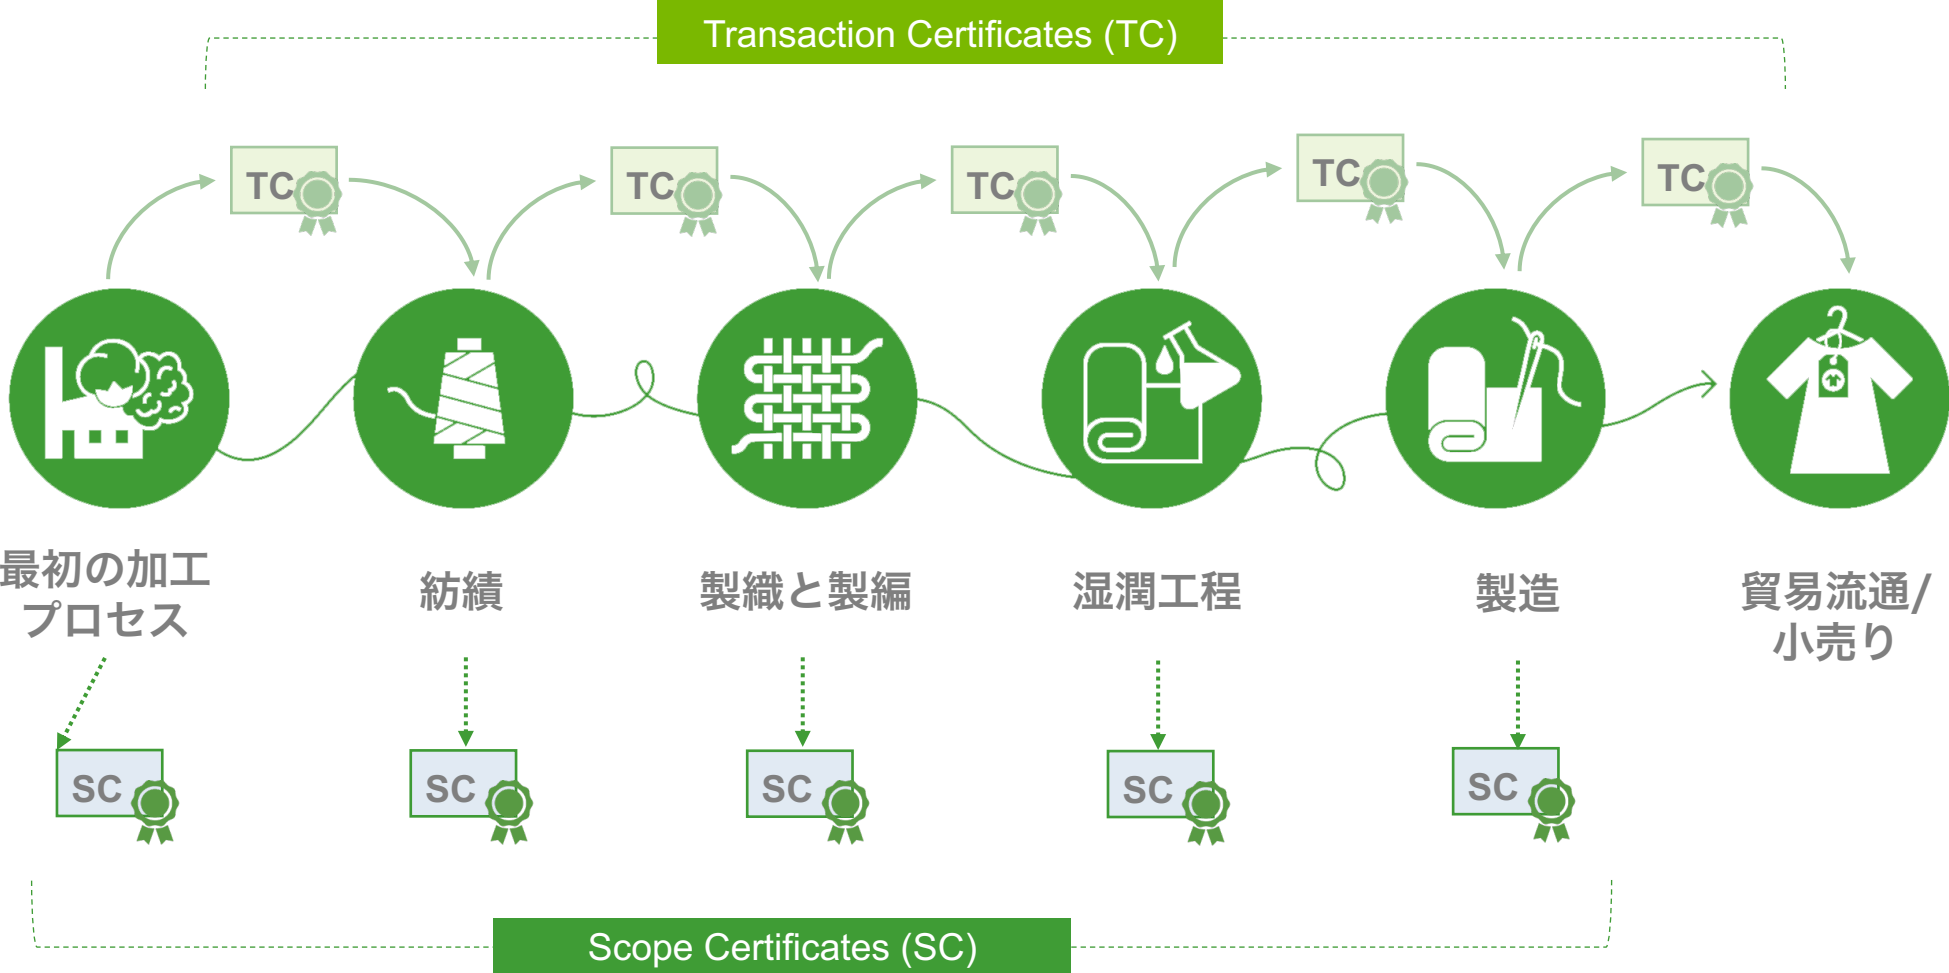 Transaction Certificates (TC)
TC
TC
TC
TC
TC
最初の加工
プロセス
紡績
製織と製編
湿潤工程
製造
貿易流通/
小売り
SC
SC
SC
SC
SC
Scope Certificates (SC)